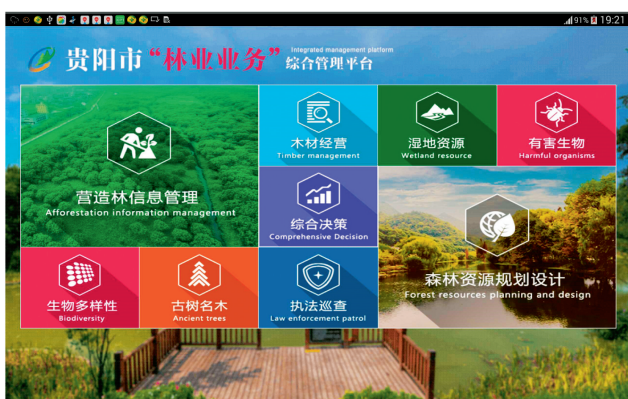 91% 19:21
贵阳市“林业业务”综合管理平台
Integrated management platform
木材经营
Timber management
湿地资源
Wetland resource
有害生物
Harmful organisms
营造林信息管理
Afforestation information management
综合决策
Comprehensive Decision
森林资源规划设计
Forest resources planning and design
生物多样性
Biodiversity
古树名木
Ancient trees
执法巡查
Law enforcement patrol